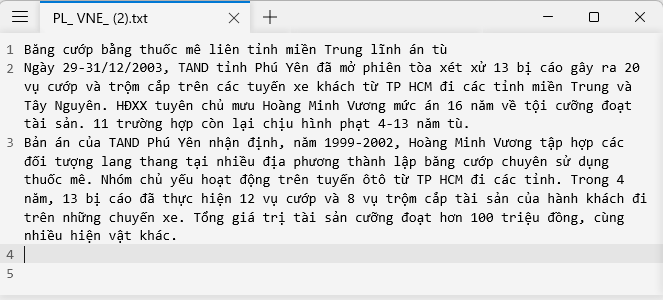 PL_ VNE_ (2).txt
1 Băng cướp bằng thuốc mê liên tỉnh miền Trung lĩnh án tù
2 Ngày 29-31/12/2003, TAND tỉnh Phú Yên đã mở phiên tòa xét xử 13 bị cáo gây ra 20
vụ cướp và trộm cắp trên các tuyến xe khách từ TP HCM đi các tỉnh miền Trung và
Tây Nguyên. HĐXX tuyên chủ mưu Hoàng Minh Vương mức án 16 năm về tội cưỡng đoạt
tài sản. 11 trường hợp còn lại chịu hình phạt 4-13 năm tù.
3 Bản án của TAND Phú Yên nhận định, năm 1999-2002, Hoàng Minh Vương tập hợp các
đối tượng lang thang tại nhiều địa phương thành lập băng cướp chuyên sử dụng
thuốc mê. Nhóm chủ yếu hoạt động trên tuyến ôtô từ TP HCM đi các tỉnh. Trong 4
năm, 13 bị cáo đã thực hiện 12 vụ cướp và 8 vụ trộm cắp tài sản của hành khách đi
trên những chuyến xe. Tổng giá trị tài sản cưỡng đoạt hơn 100 triệu đồng, cùng
nhiều hiện vật khác.
4
5